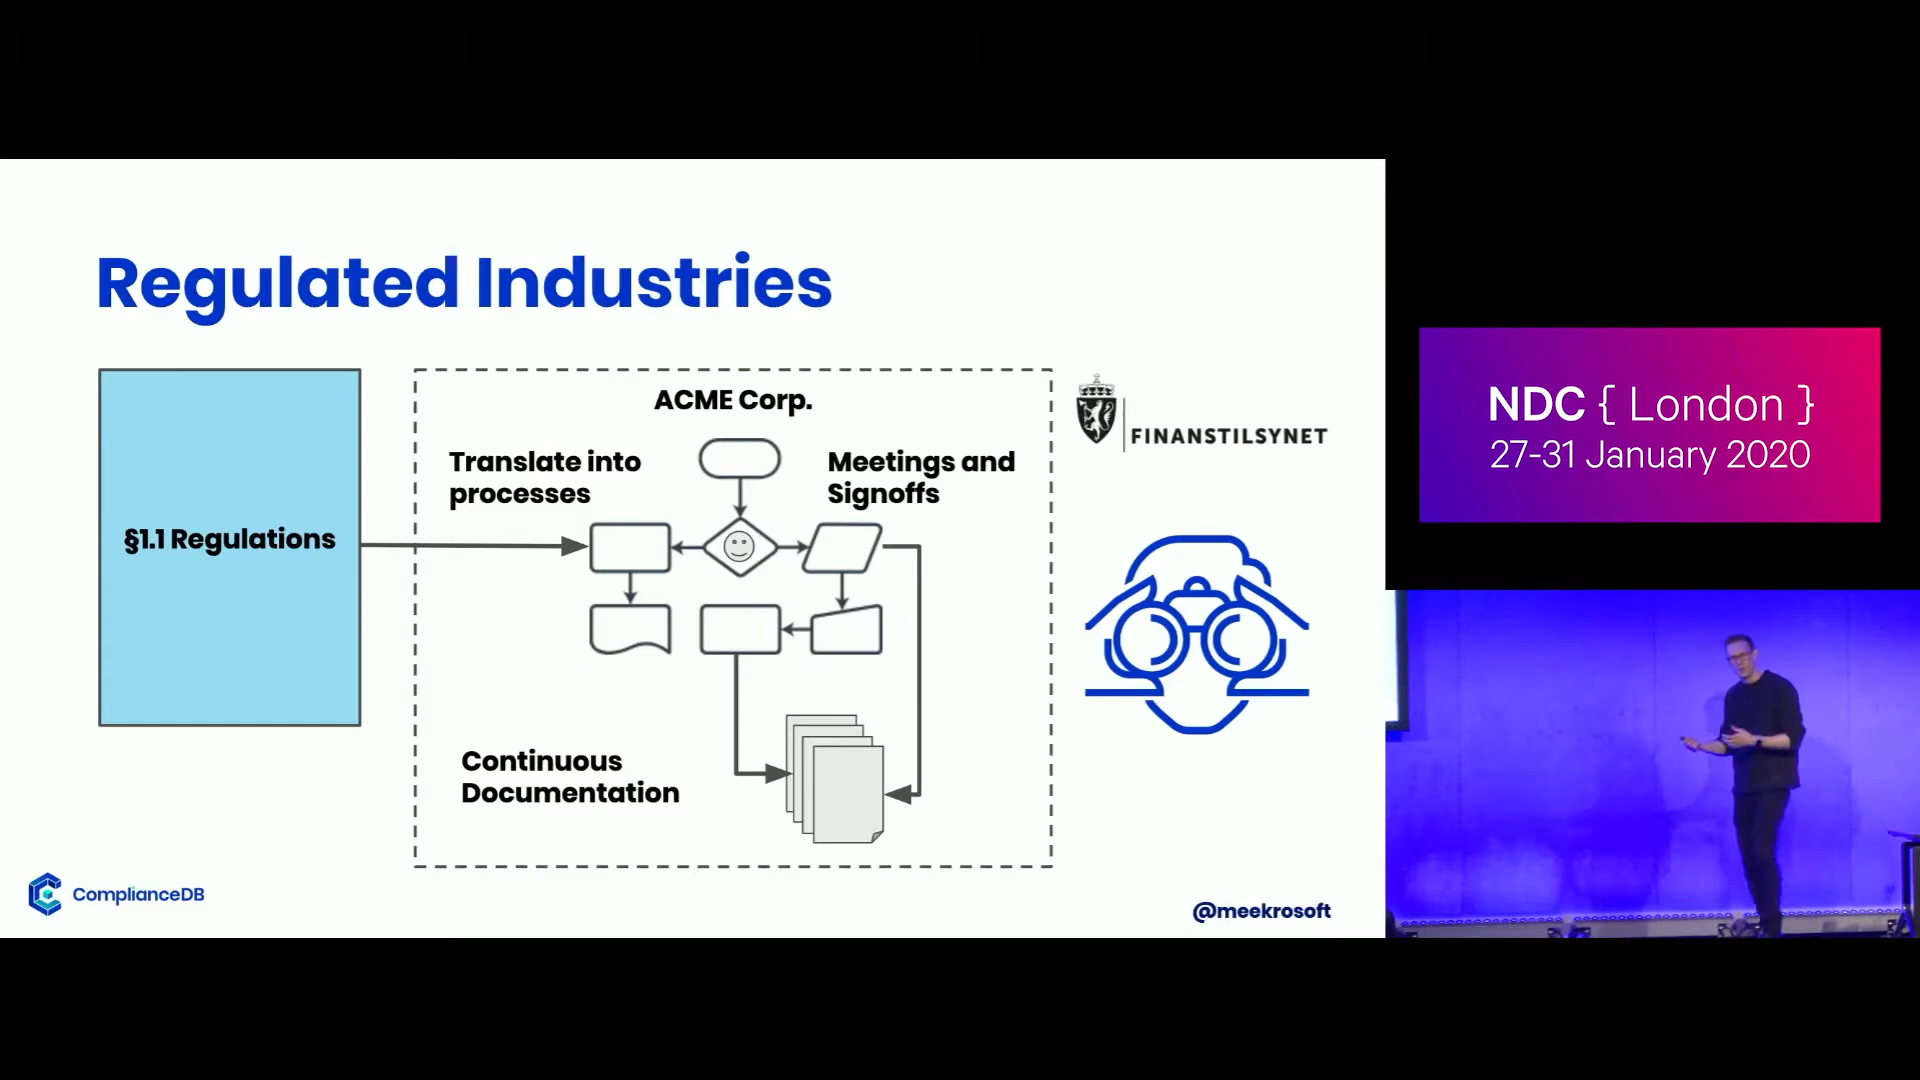 Regulated Industries
§1.1 Regulations
ACME Corp.
Translate into
processes
Meetings and
Signoffs
Continuous
Documentation
FINANSTILSYNET
ComplianceDB
@meekrosoft
NDC { London }
27-31 January 2020